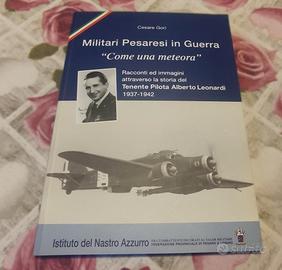 Cesare Gori
Militari Pesaresi in Guerra
"Come una meteora"
Racconti ed immagini
attraverso la storia del
Tenente Pilota Alberto Leonardi
1937-1942
Istituto del Nastro Azzurro
subito